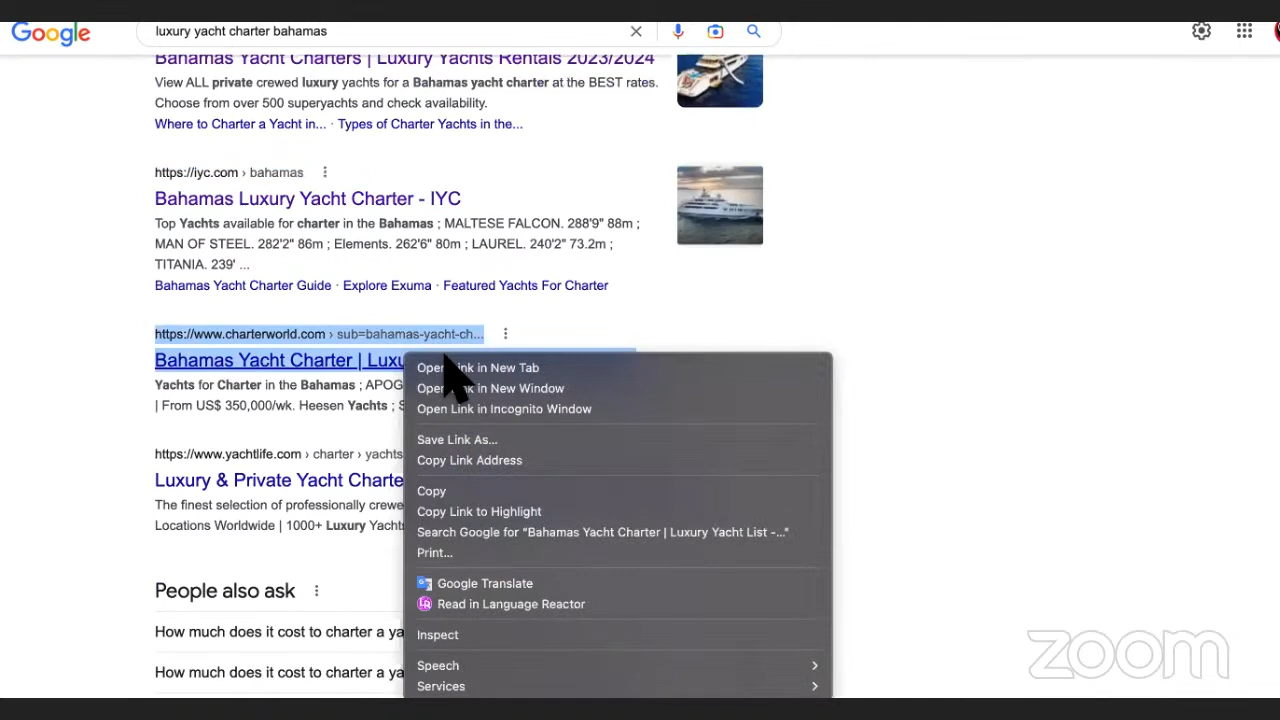 Google
luxury yacht charter bahamas
Bahamas Yacht Charters | Luxury Yachts Rentals 2023/2024
View ALL private crewed luxury yachts for a Bahamas yacht charter at the BEST rates.
Choose from over 500 superyachts and check availability.
Where to Charter a Yacht in... · Types of Charter Yachts in the...
https://iyc.com › bahamas
Bahamas Luxury Yacht Charter - IYC
Top Yachts available for charter in the Bahamas ; MALTESE FALCON. 288'9" 88m ;
MAN OF STEEL. 282'2" 86m ; Elements. 262'6" 80m ; LAUREL. 240'2" 73.2m ;
TITANIA. 239' ...
Bahamas Yacht Charter Guide · Explore Exuma · Featured Yachts For Charter
https://www.charterworld.com › sub=bahamas-yacht-ch...
Bahamas Yacht Charter | Luxu
Yachts for Charter in the Bahamas ; APOG
| From US$ 350,000/wk. Heesen Yachts ; S
https://www.yachtlife.com › charter › yachts
Luxury & Private Yacht Charte
The finest selection of professionally crewe
Locations Worldwide | 1000+ Luxury Yachts
People also ask
How much does it cost to charter a ya
How much does it cost to charter a ya
Open Link in New Tab
Open Link in New Window
Open Link in Incognito Window
Save Link As...
Copy Link Address
Copy
Copy Link to Highlight
Search Google for "Bahamas Yacht Charter | Luxury Yacht List -..."
Print...
Google Translate
Read in Language Reactor
Inspect
Speech
Services
zoom